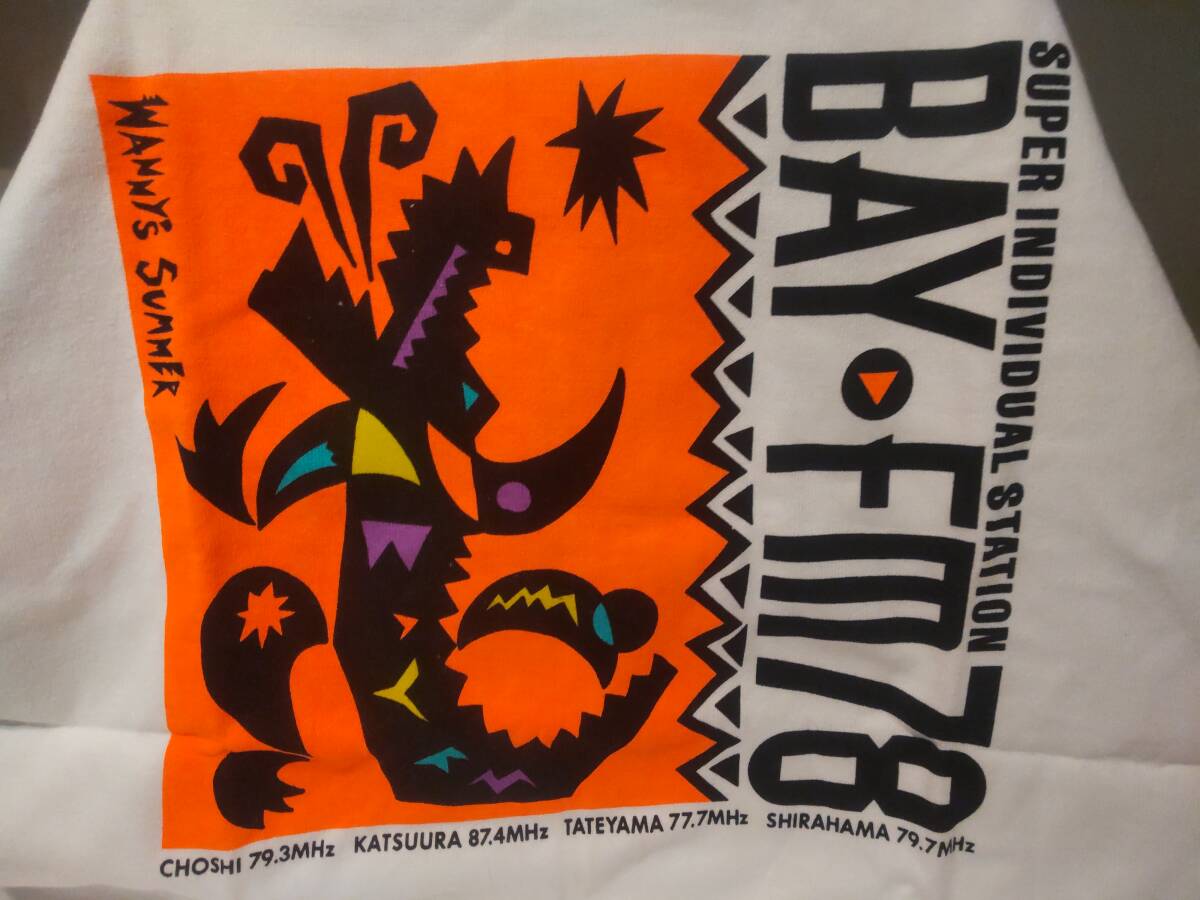 SUPER INDIVIDUAL STATION
BAY·FM78
WANNY'S SUMMER
CHOSHI 79.3MHz KATSUURA 87.4MHz TATEYAMA 77.7MHz SHIRAHAMA 79.7MHz